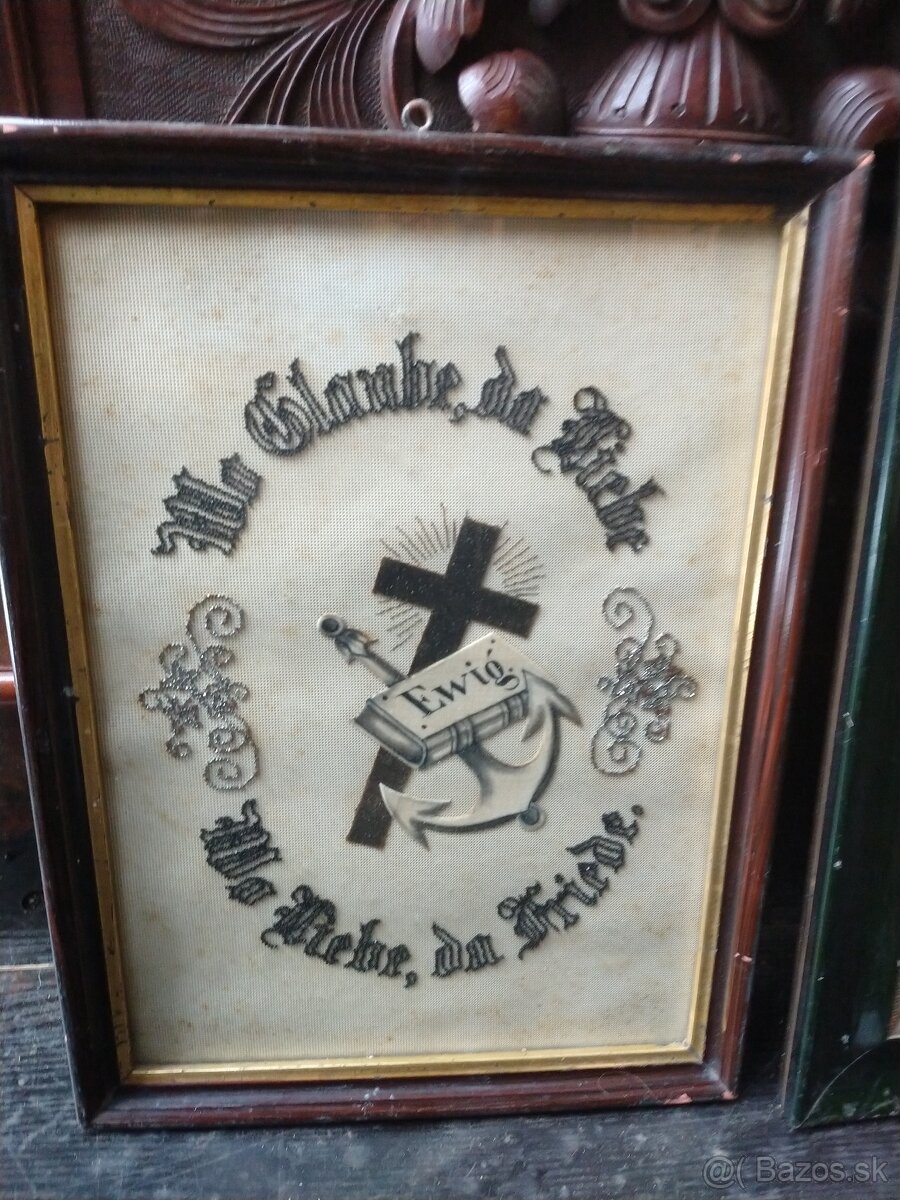 Wo Glaube, da Liebe
Ewig.
Wo Liebe, da Friede.
@( Bazos.sk